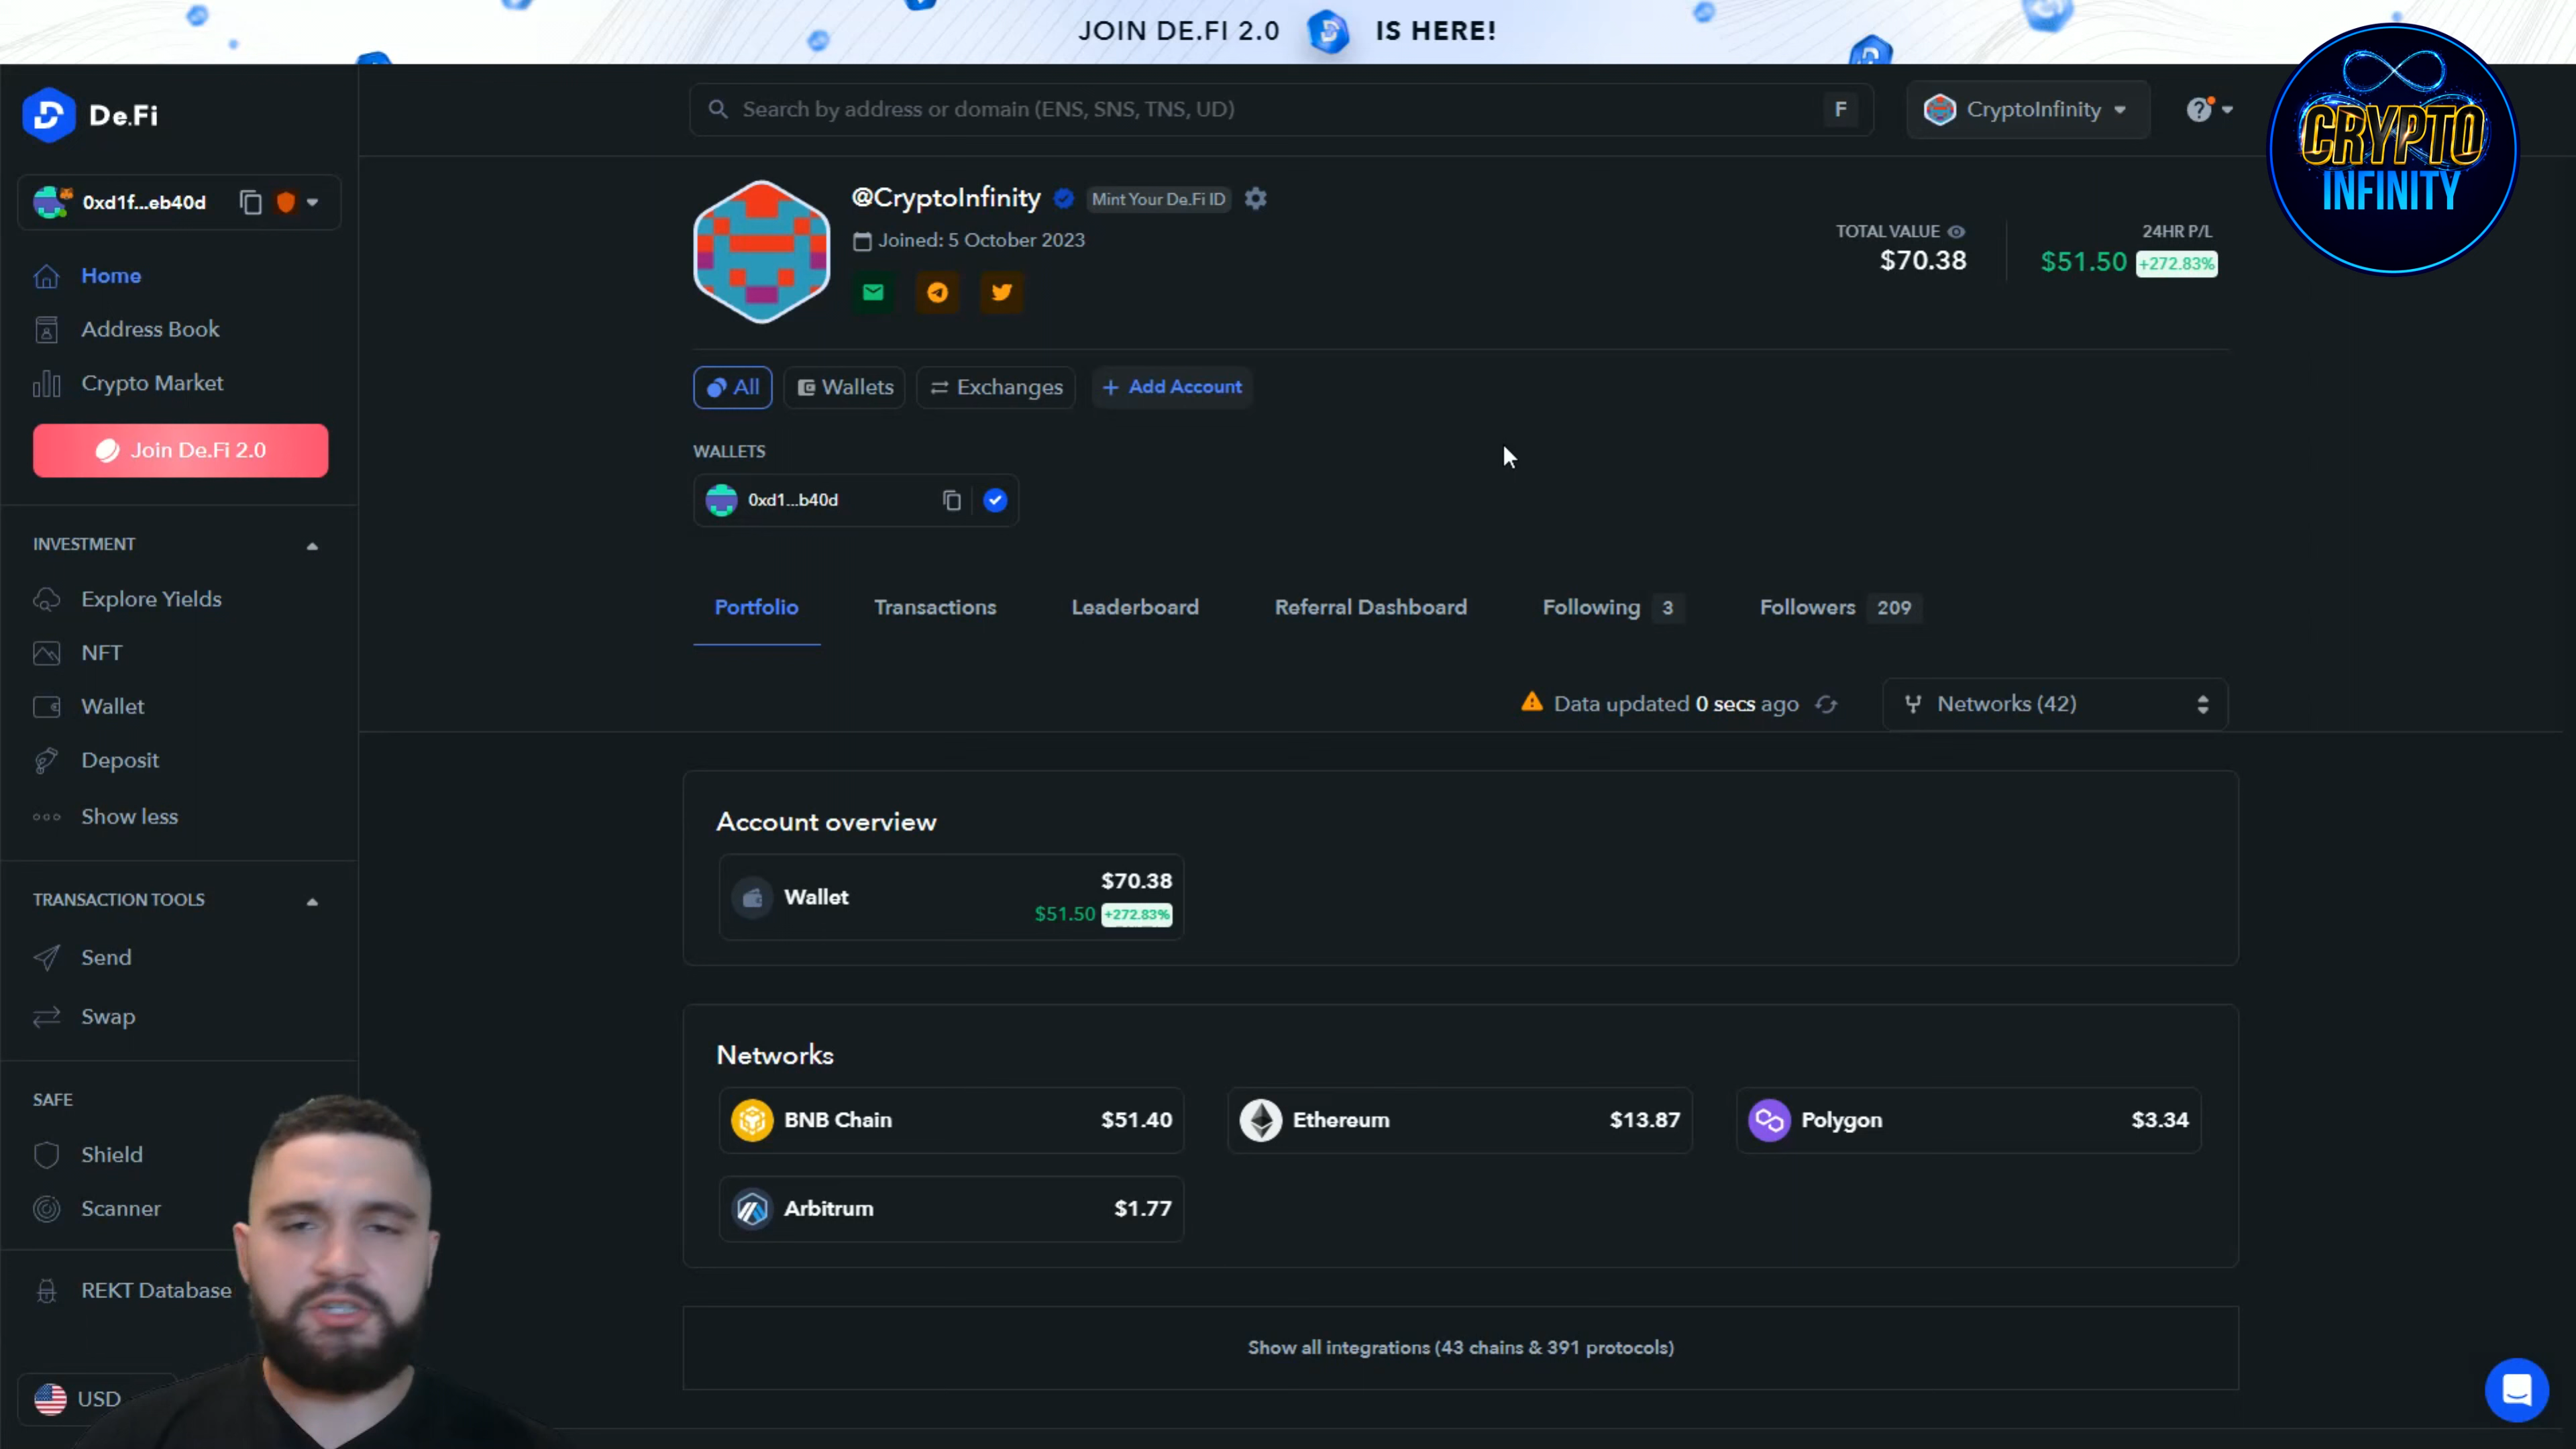 JOIN DE.FI 2.0 IS HERE!
De.Fi
Search by address or domain (ENS, SNS, TNS, UD)
F
CryptoInfinity
CRYPTO
INFINITY
0xd1f...eb40d
Home
Address Book
Crypto Market
Join De.Fi 2.0
INVESTMENT
Explore Yields
NFT
Wallet
Deposit
Show less
TRANSACTION TOOLS
Send
Swap
SAFE
Shield
Scanner
REKT Database
USD
@CryptoInfinity
Mint Your De.Fi ID
Joined: 5 October 2023
TOTAL VALUE
$70.38
24HR P/L
$51.50 +272.83%
All
Wallets
Exchanges
+ Add Account
WALLETS
0xd1...b40d
Portfolio
Transactions
Leaderboard
Referral Dashboard
Following 3
Followers 209
Data updated 0 secs ago
Networks (42)
Account overview
Wallet
$70.38
$51.50 +272.83%
Networks
BNB Chain $51.40
Ethereum $13.87
Polygon $3.34
Arbitrum $1.77
Show all integrations (43 chains & 391 protocols)